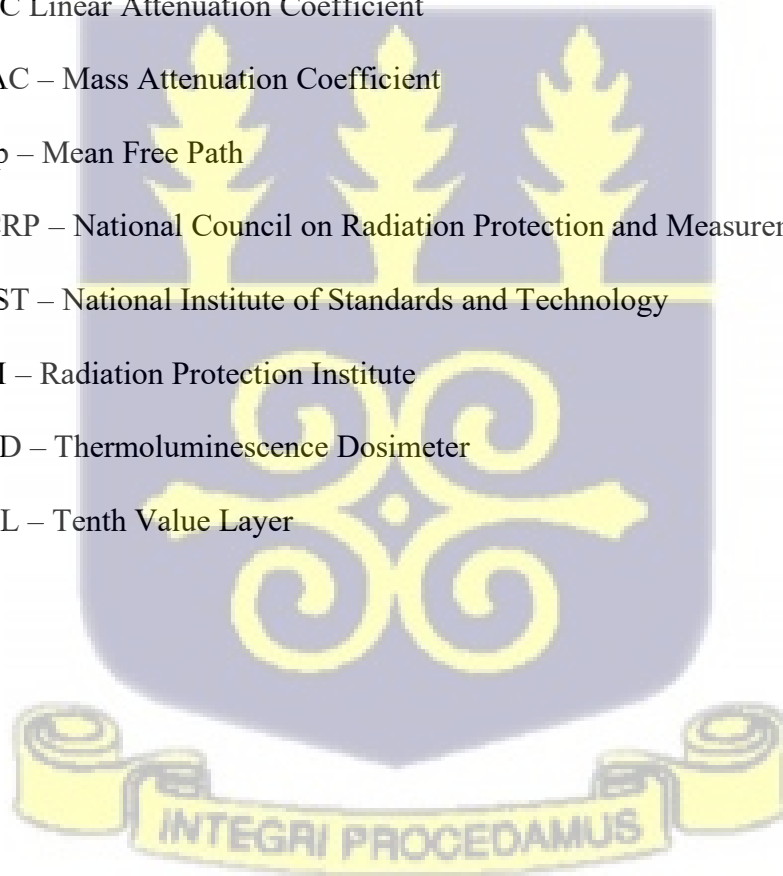 C Linear Attenuation Coefficient
AC – Mass Attenuation Coefficient
p – Mean Free Path
CRP – National Council on Radiation Protection and Measurem
ST – National Institute of Standards and Technology
I – Radiation Protection Institute
D – Thermoluminescence Dosimeter
L – Tenth Value Layer
INTEGRI PROCEDAMUS